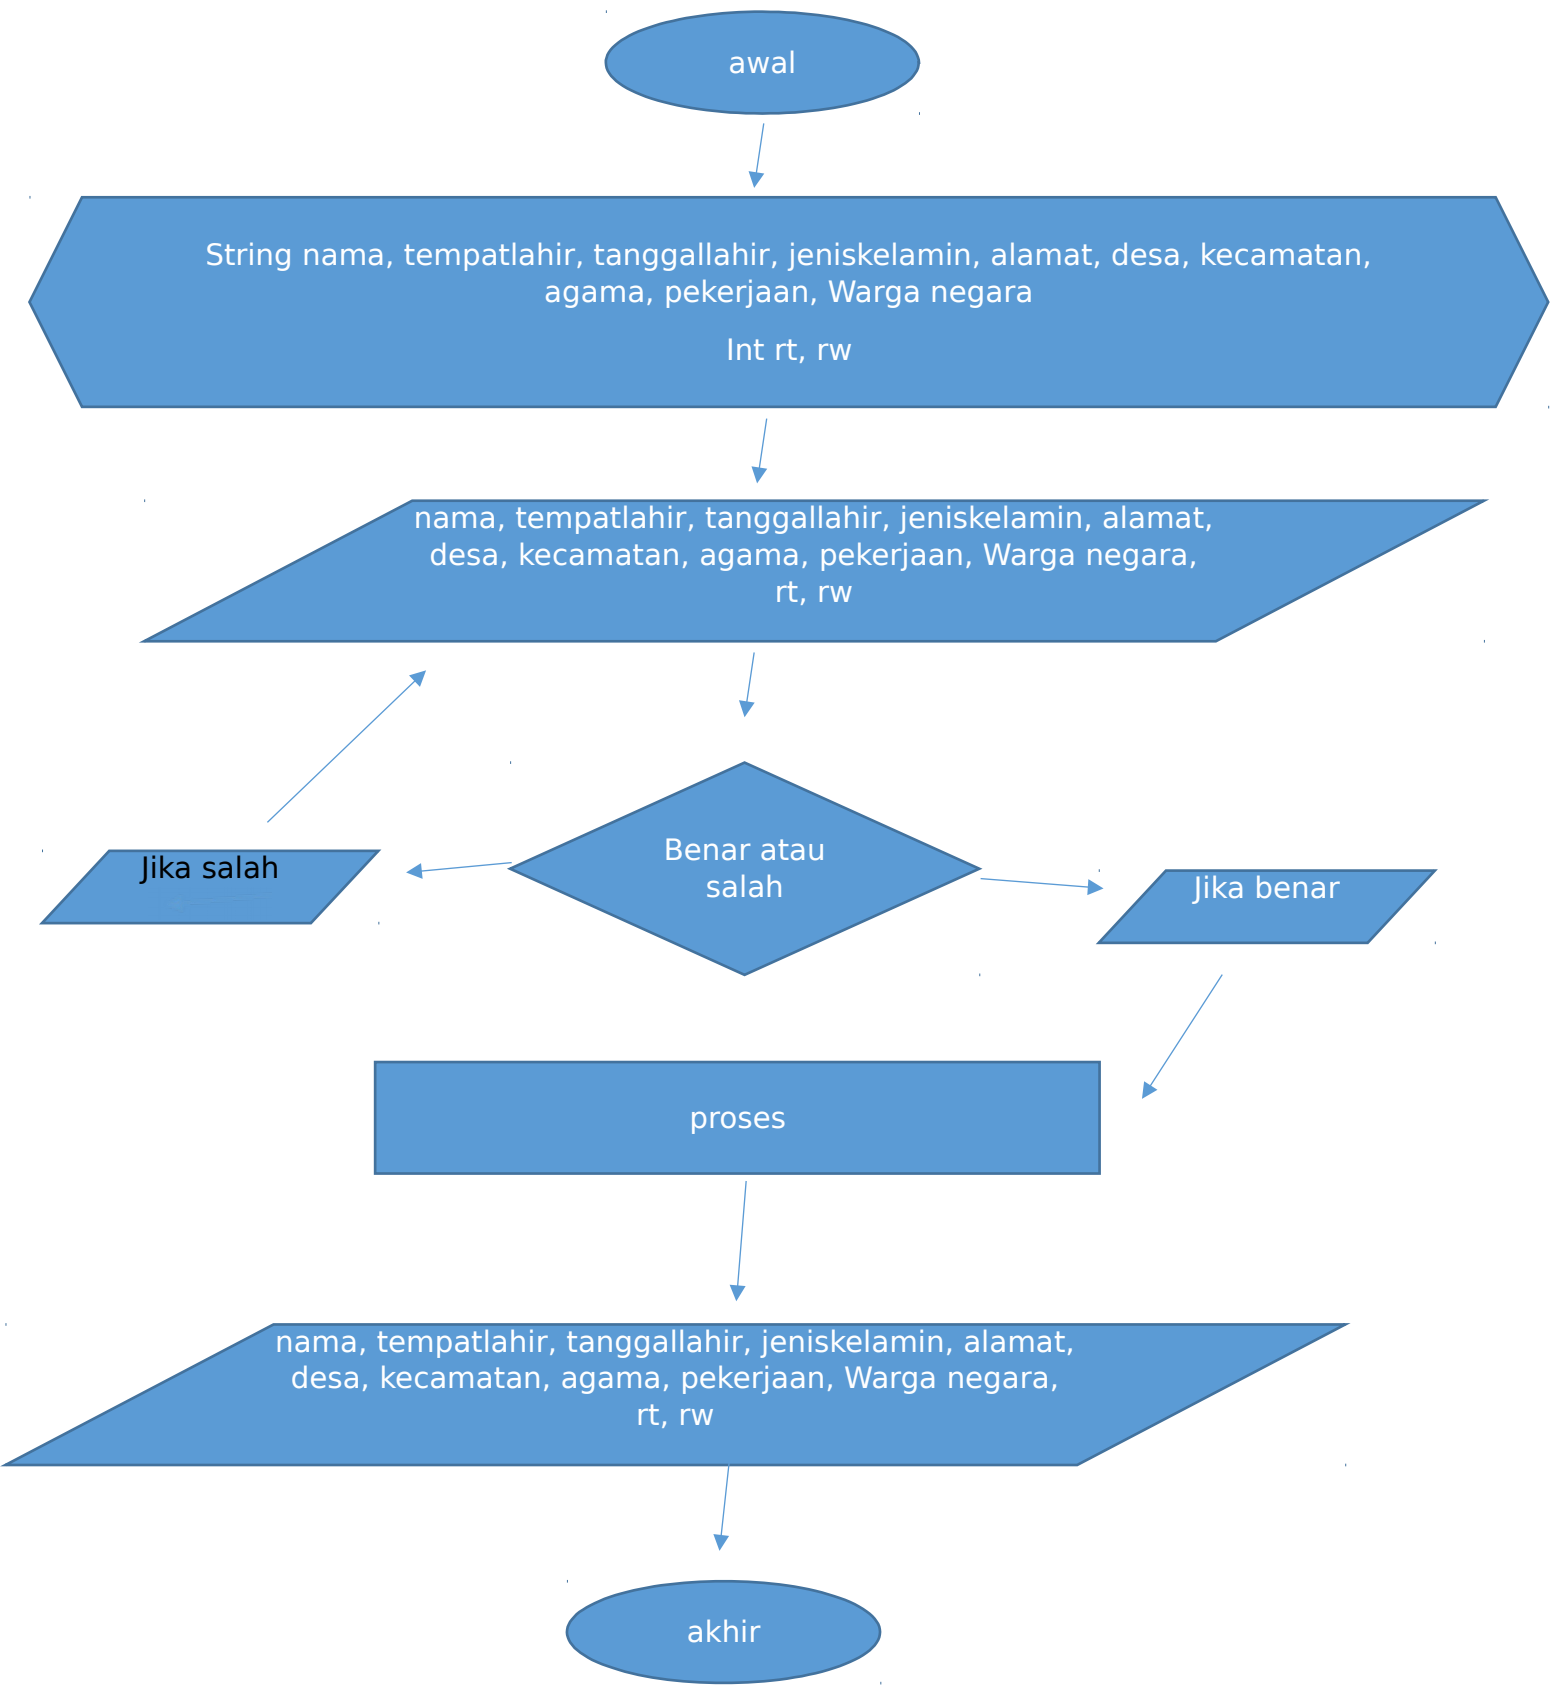 awal
String nama, tempatlahir, tanggallahir, jeniskelamin, alamat, desa, kecamatan,
agama, pekerjaan, Warga negara
Int rt, rw
nama, tempatlahir, tanggallahir, jeniskelamin, alamat,
desa, kecamatan, agama, pekerjaan, Warga negara,
rt, rw
Benar atau
salah
Jika salah
Jika benar
proses
nama, tempatlahir, tanggallahir, jeniskelamin, alamat,
desa, kecamatan, agama, pekerjaan, Warga negara,
rt, rw
akhir